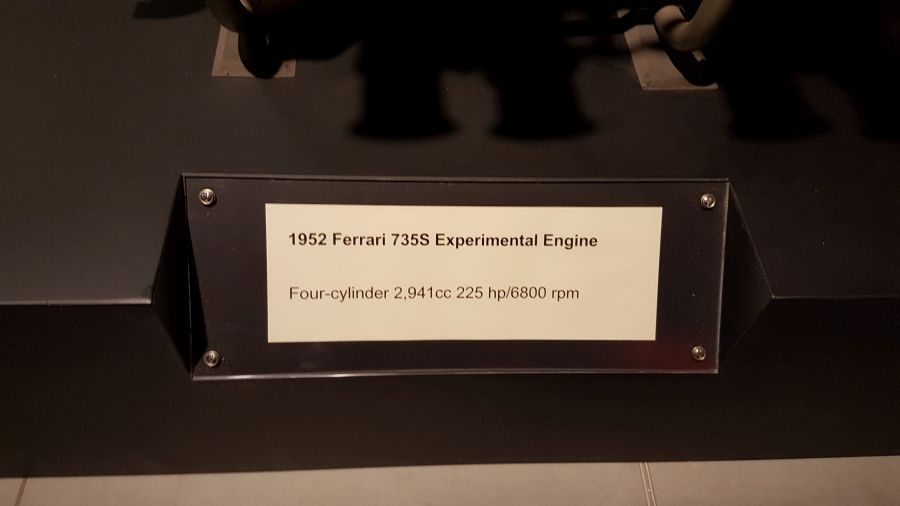 1952 Ferrari 735S Experimental Engine
Four-cylinder 2,941cc 225 hp/6800 rpm